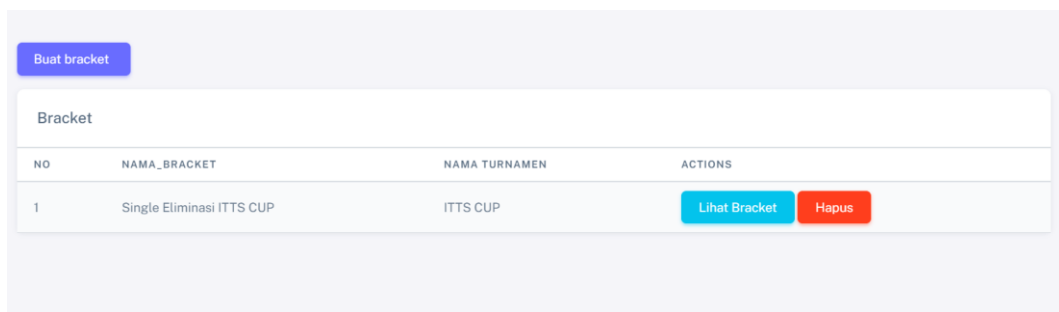 Buat bracket
Bracket
NO NAMA_BRACKET NAMA TURNAMEN ACTIONS
1 Single Eliminasi ITTS CUP ITTS CUP Lihat Bracket Hapus